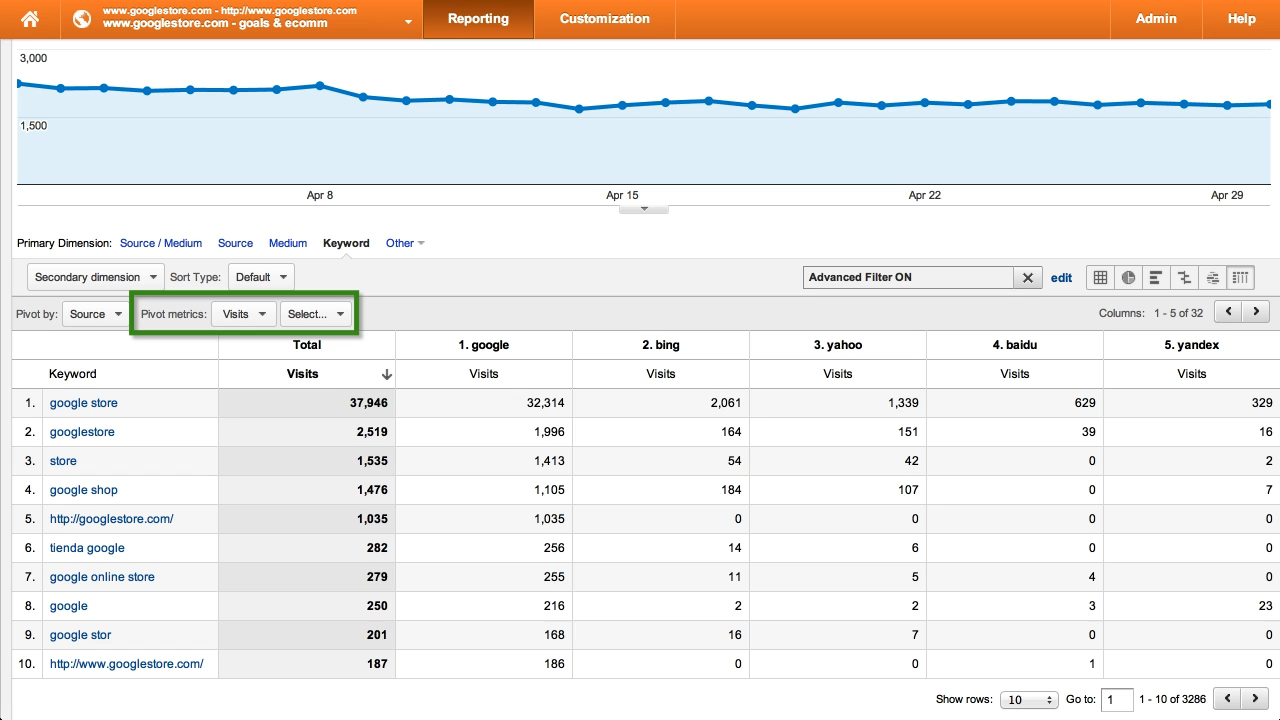 www.googlestore.com - http://www.googlestore.com
www.googlestore.com - goals & ecomm
Reporting
Customization
Admin
Help
3,000
1,500
Apr 8 Apr 15 Apr 22 Apr 29
Primary Dimension: Source / Medium Source Medium Keyword Other
Secondary dimension Sort Type: Default Advanced Filter ON edit
Pivot by: Source Pivot metrics: Visits Select... Columns: 1 - 5 of 32
Total 1. google 2. bing 3. yahoo 4. baidu 5. yandex
Keyword Visits Visits Visits Visits Visits Visits
1. google store 37,946 32,314 2,061 1,339 629 329
2. googlestore 2,519 1,996 164 151 39 16
3. store 1,535 1,413 54 42 0 2
4. google shop 1,476 1,105 184 107 0 7
5. http://googlestore.com/ 1,035 1,035 0 0 0 0
6. tienda google 282 256 14 6 0 0
7. google online store 279 255 11 5 4 0
8. google 250 216 2 2 3 23
9. google stor 201 168 16 7 0 0
10. http://www.googlestore.com/ 187 186 0 0 1 0
Show rows: 10 Go to: 1 1 - 10 of 3286